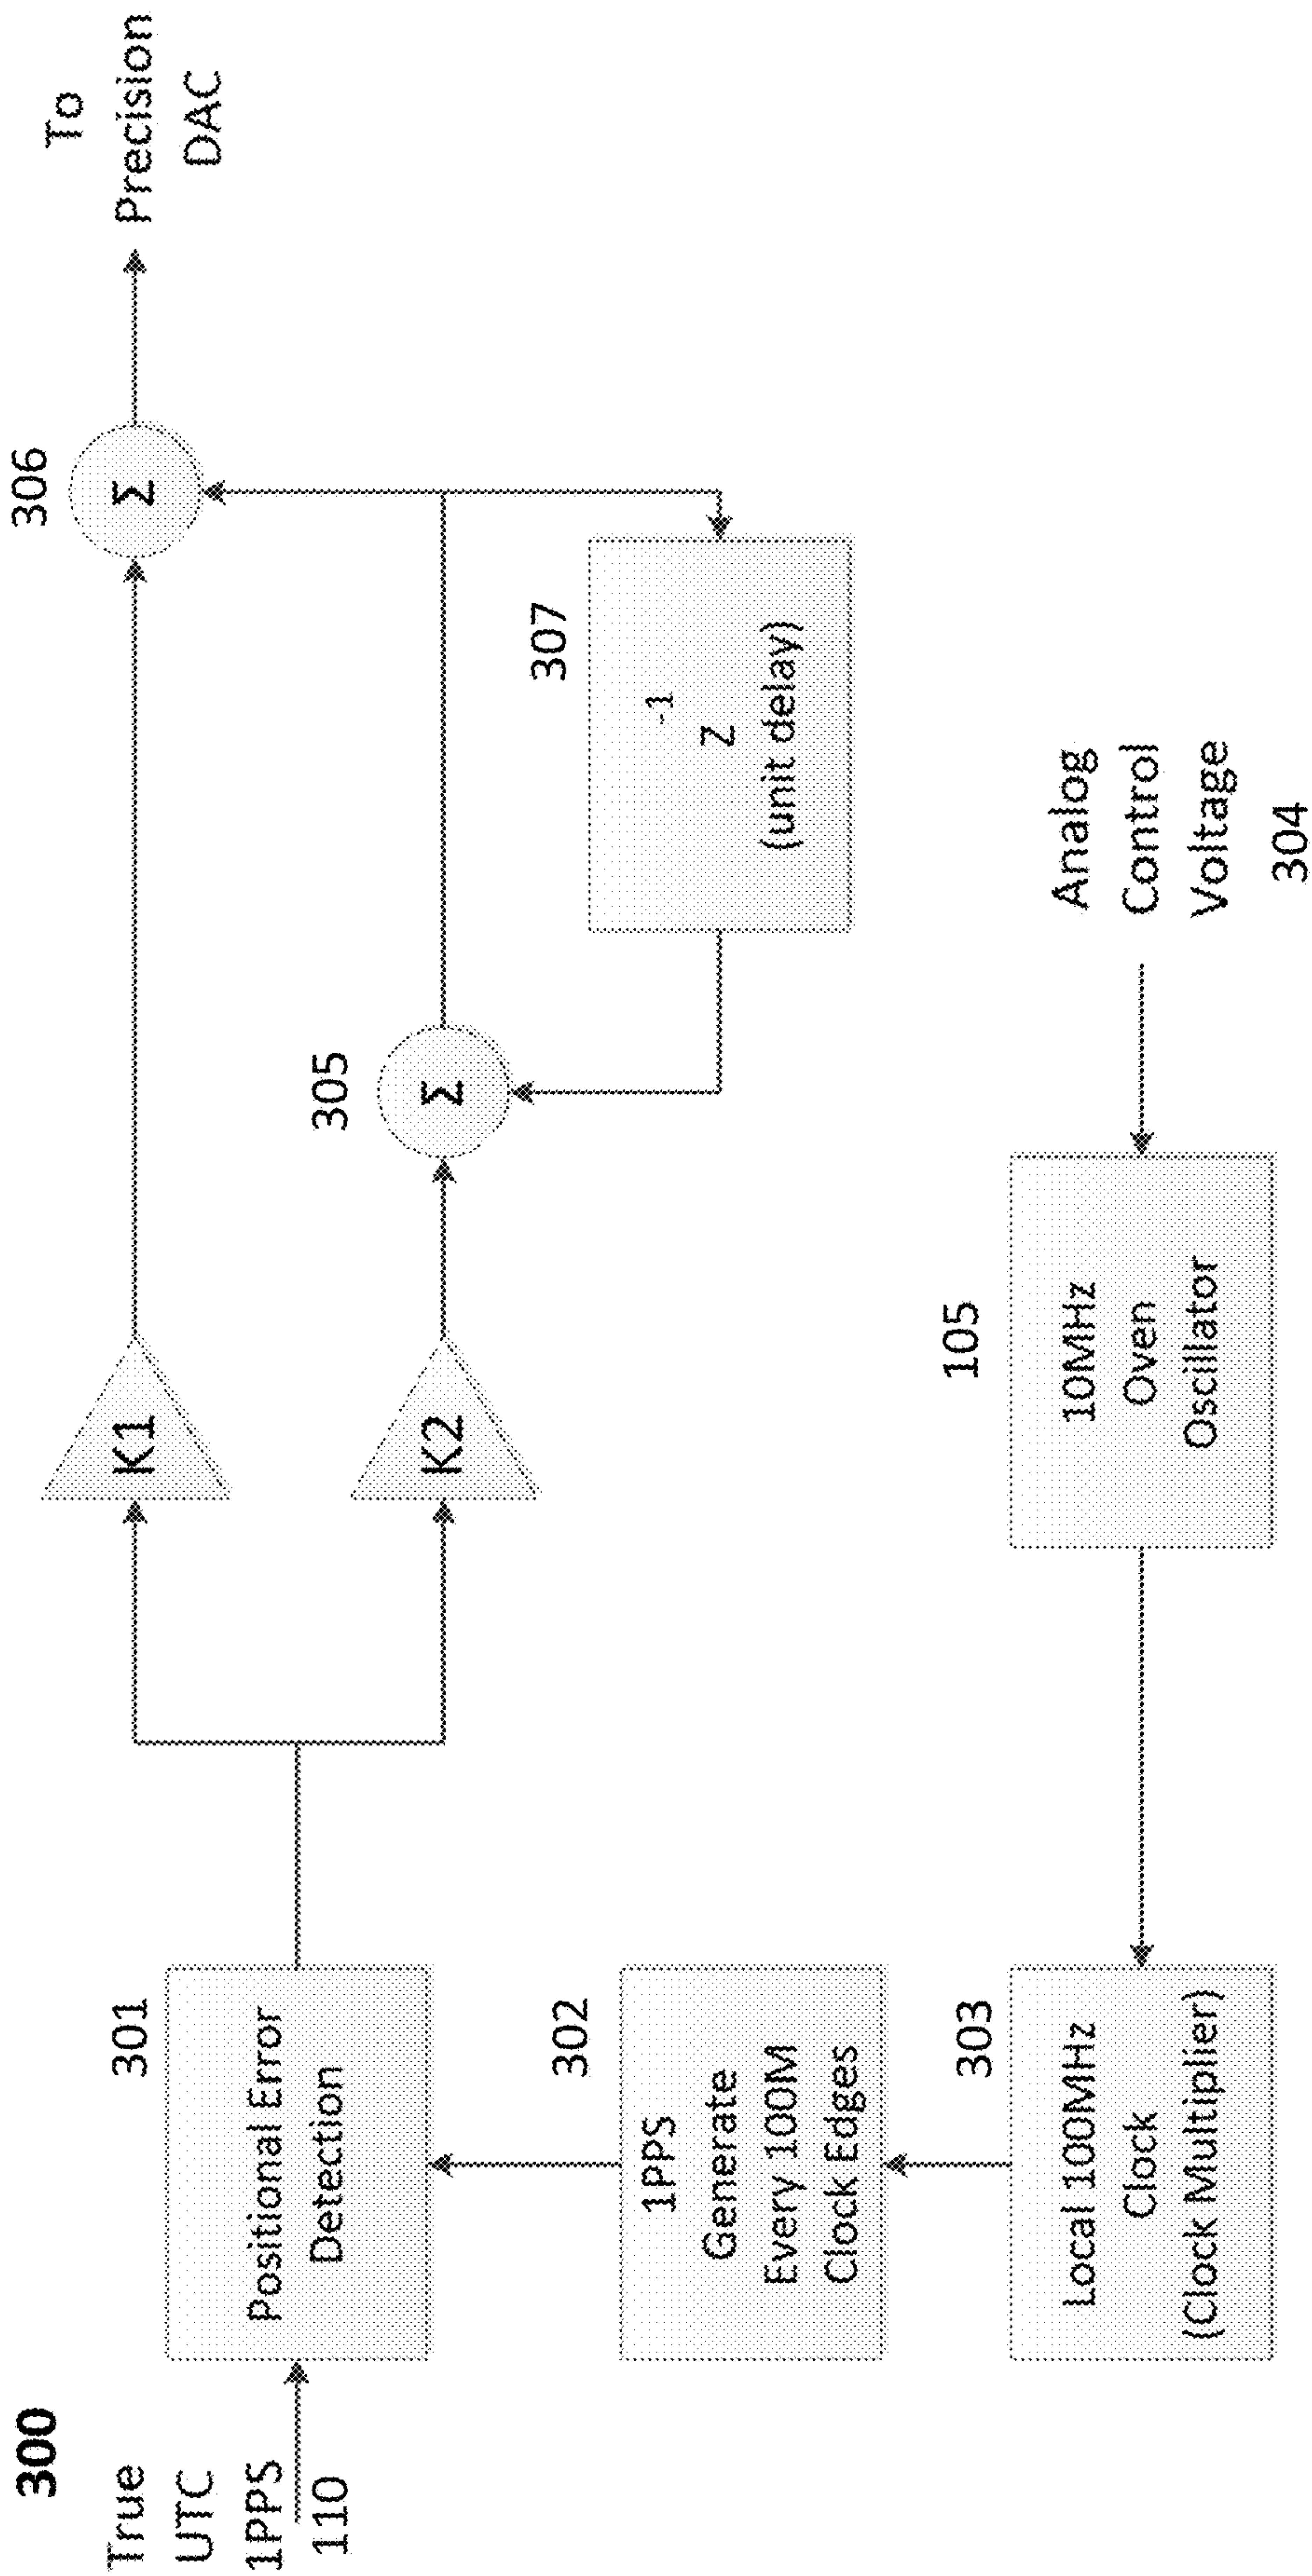 300
True
UTC
1PPS
110
301
Positional Error
Detection
K1
K2
305
Σ
306
Σ
To
Precision
DAC
307
Z
-1
(unit delay)
302
1PPS
Generate
Every 100M
Clock Edges
303
Local 100MHz
Clock
(Clock Multiplier)
105
10MHz
Oven
Oscillator
Analog
Control
Voltage
304